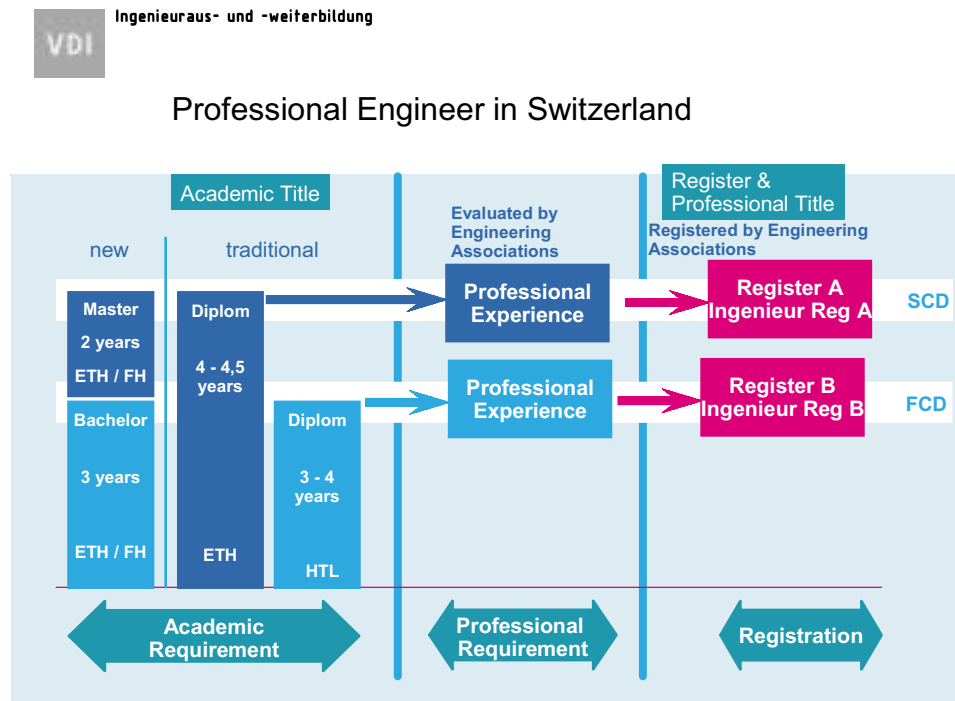 Ingenieuraus- und -weiterbildung
VDI
Professional Engineer in Switzerland
Academic Title
new
traditional
Evaluated by
Engineering
Associations
Register &
Professional Title
Registered by Engineering
Associations
Master
2 years
ETH / FH
Bachelor
3 years
ETH / FH
Diplom
4 - 4,5
years
ETH
Diplom
3 - 4
years
HTL
Professional
Experience
Register A
Ingenieur Reg A
SCD
Professional
Experience
Register B
Ingenieur Reg B
FCD
Academic
Requirement
Professional
Requirement
Registration